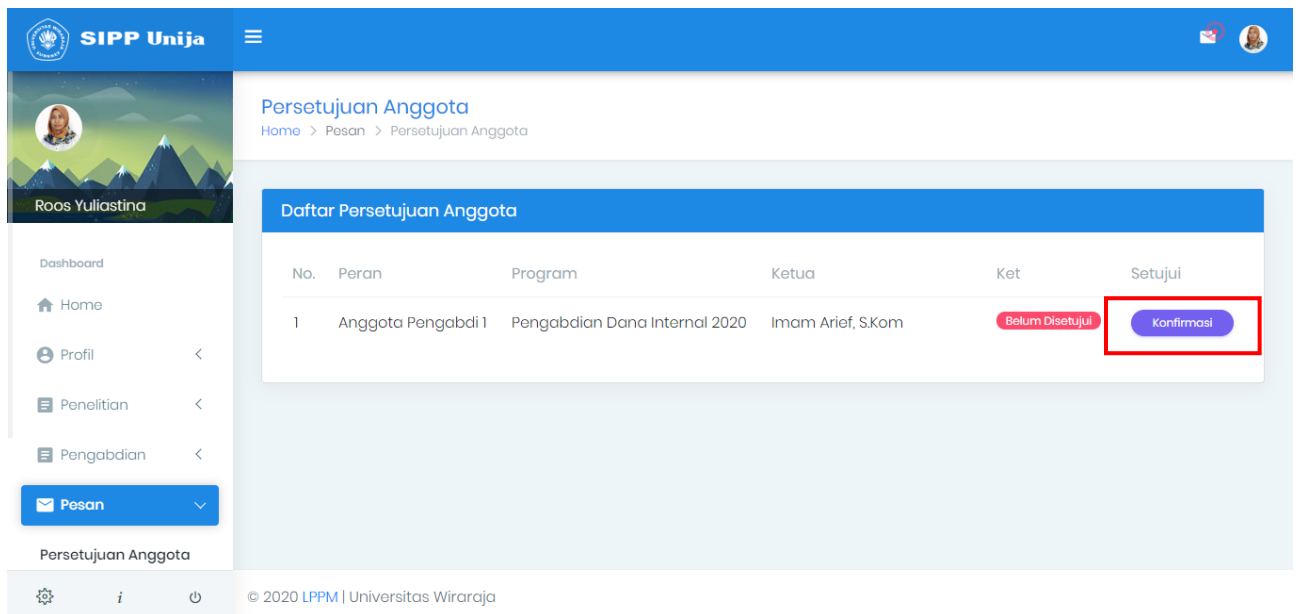 SIPP Unija
Roos Yuliastina
Dashboard
Home
Profil
Penelitian
Pengabdian
Pesan
Persetujuan Anggota
Persetujuan Anggota
Home > Pesan > Persetujuan Anggota
Daftar Persetujuan Anggota
No. Peran Program Ketua Ket Setujui
1 Anggota Pengabdi 1 Pengabdian Dana Internal 2020 Imam Arief, S.Kom Belum Disetujui Konfirmasi
© 2020 LPPM | Universitas Wiraraja